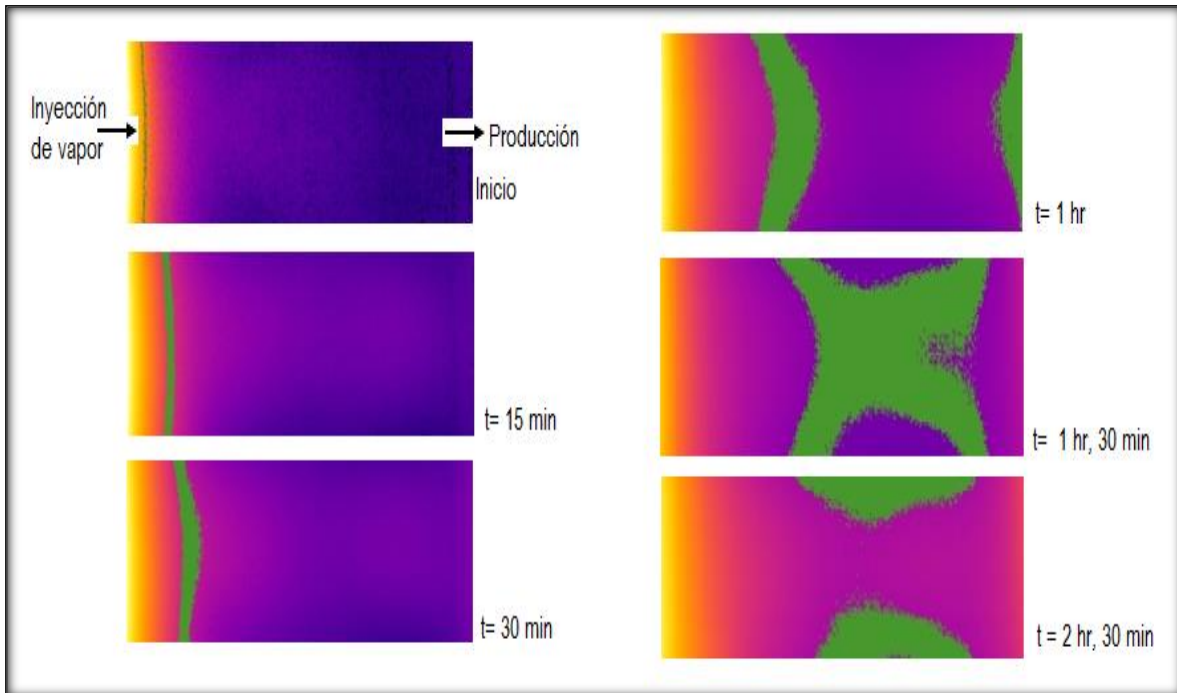 Inyección
de vapor
Producción
Inicio
t= 15 min
t= 30 min
t= 1 hr
t= 1 hr, 30 min
t = 2 hr, 30 min